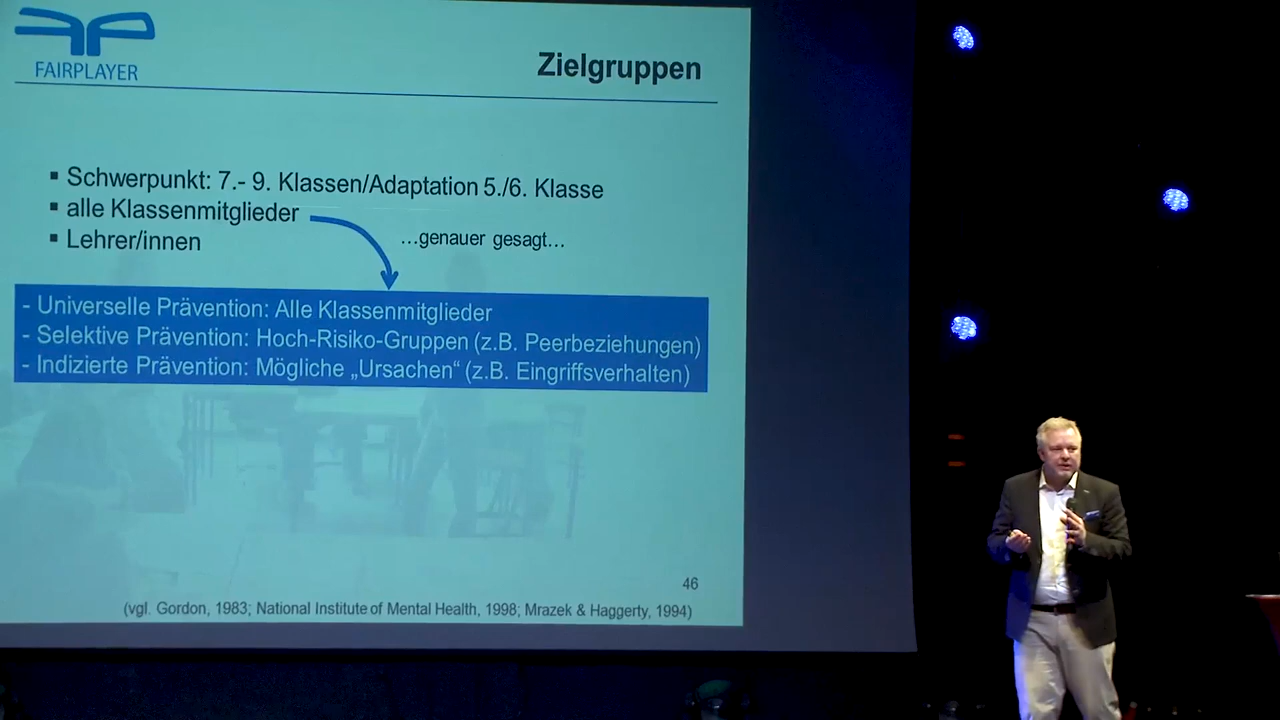 FAIRPLAYER
Zielgruppen
▪ Schwerpunkt: 7.- 9. Klassen/Adaptation 5./6. Klasse
▪ alle Klassenmitglieder
▪ Lehrer/innen
…genauer gesagt…
- Universelle Prävention: Alle Klassenmitglieder
- Selektive Prävention: Hoch-Risiko-Gruppen (z.B. Peerbeziehungen)
- Indizierte Prävention: Mögliche „Ursachen“ (z.B. Eingriffsverhalten)
46
(vgl. Gordon, 1983; National Institute of Mental Health, 1998; Mrazek & Haggerty, 1994)